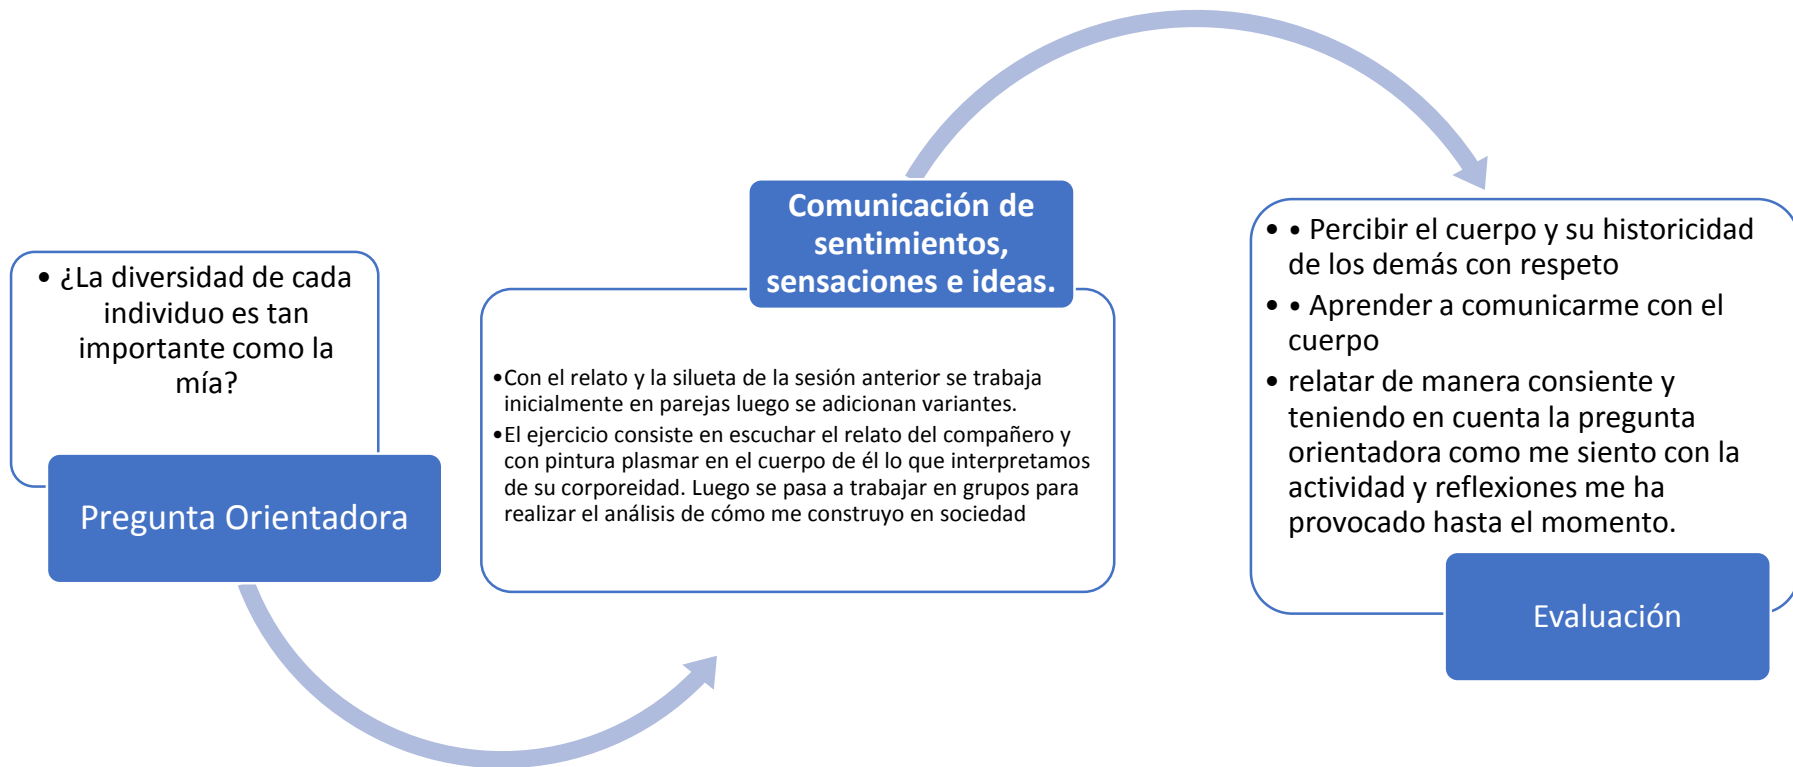 • ¿La diversidad de cada
individuo es tan
importante como la
mía?
Pregunta Orientadora
Comunicación de
sentimientos,
sensaciones e ideas.
•Con el relato y la silueta de la sesión anterior se trabaja
inicialmente en parejas luego se adicionan variantes.
•El ejercicio consiste en escuchar el relato del compañero y
con pintura plasmar en el cuerpo de él lo que interpretamos
de su corporeidad. Luego se pasa a trabajar en grupos para
realizar el análisis de cómo me construyo en sociedad
• • Percibir el cuerpo y su historicidad
de los demás con respeto
• • Aprender a comunicarme con el
cuerpo
• relatar de manera consiente y
teniendo en cuenta la pregunta
orientadora como me siento con la
actividad y reflexiones me ha
provocado hasta el momento.
Evaluación